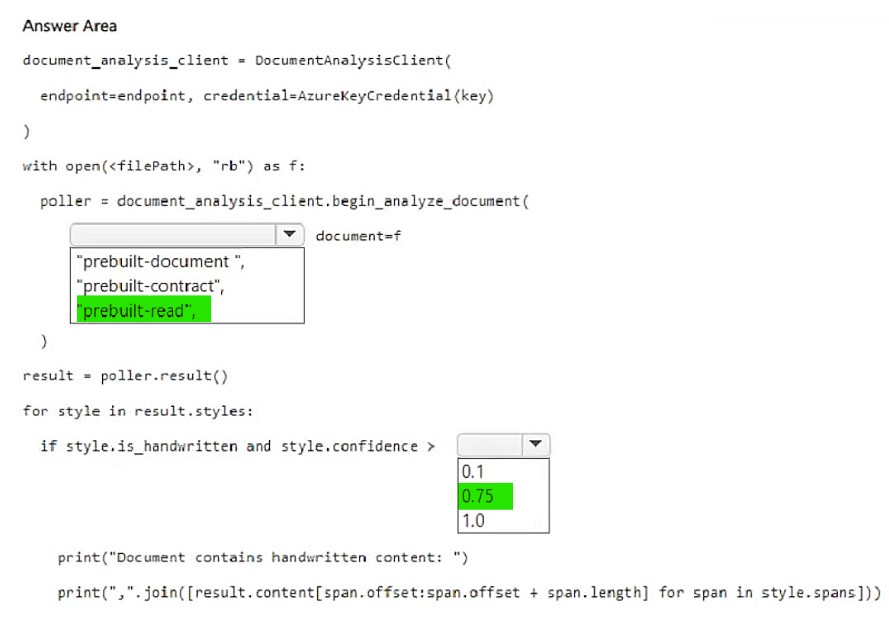 Answer Area
document_analysis_client = DocumentAnalysisClient(
endpoint=endpoint, credential=AzureKeyCredential(key)
)
with open(<filePath>, "rb") as f:
poller = document_analysis_client.begin_analyze_document(
document=f
"prebuilt-document ",
"prebuilt-contract",
"prebuilt-read",
)
result = poller.result()
for style in result.styles:
if style.is_handwritten and style.confidence >
0.1
0.75
1.0
print("Document contains handwritten content: ")
print(",".join([result.content[span.offset:span.offset + span.length] for span in style.spans]))